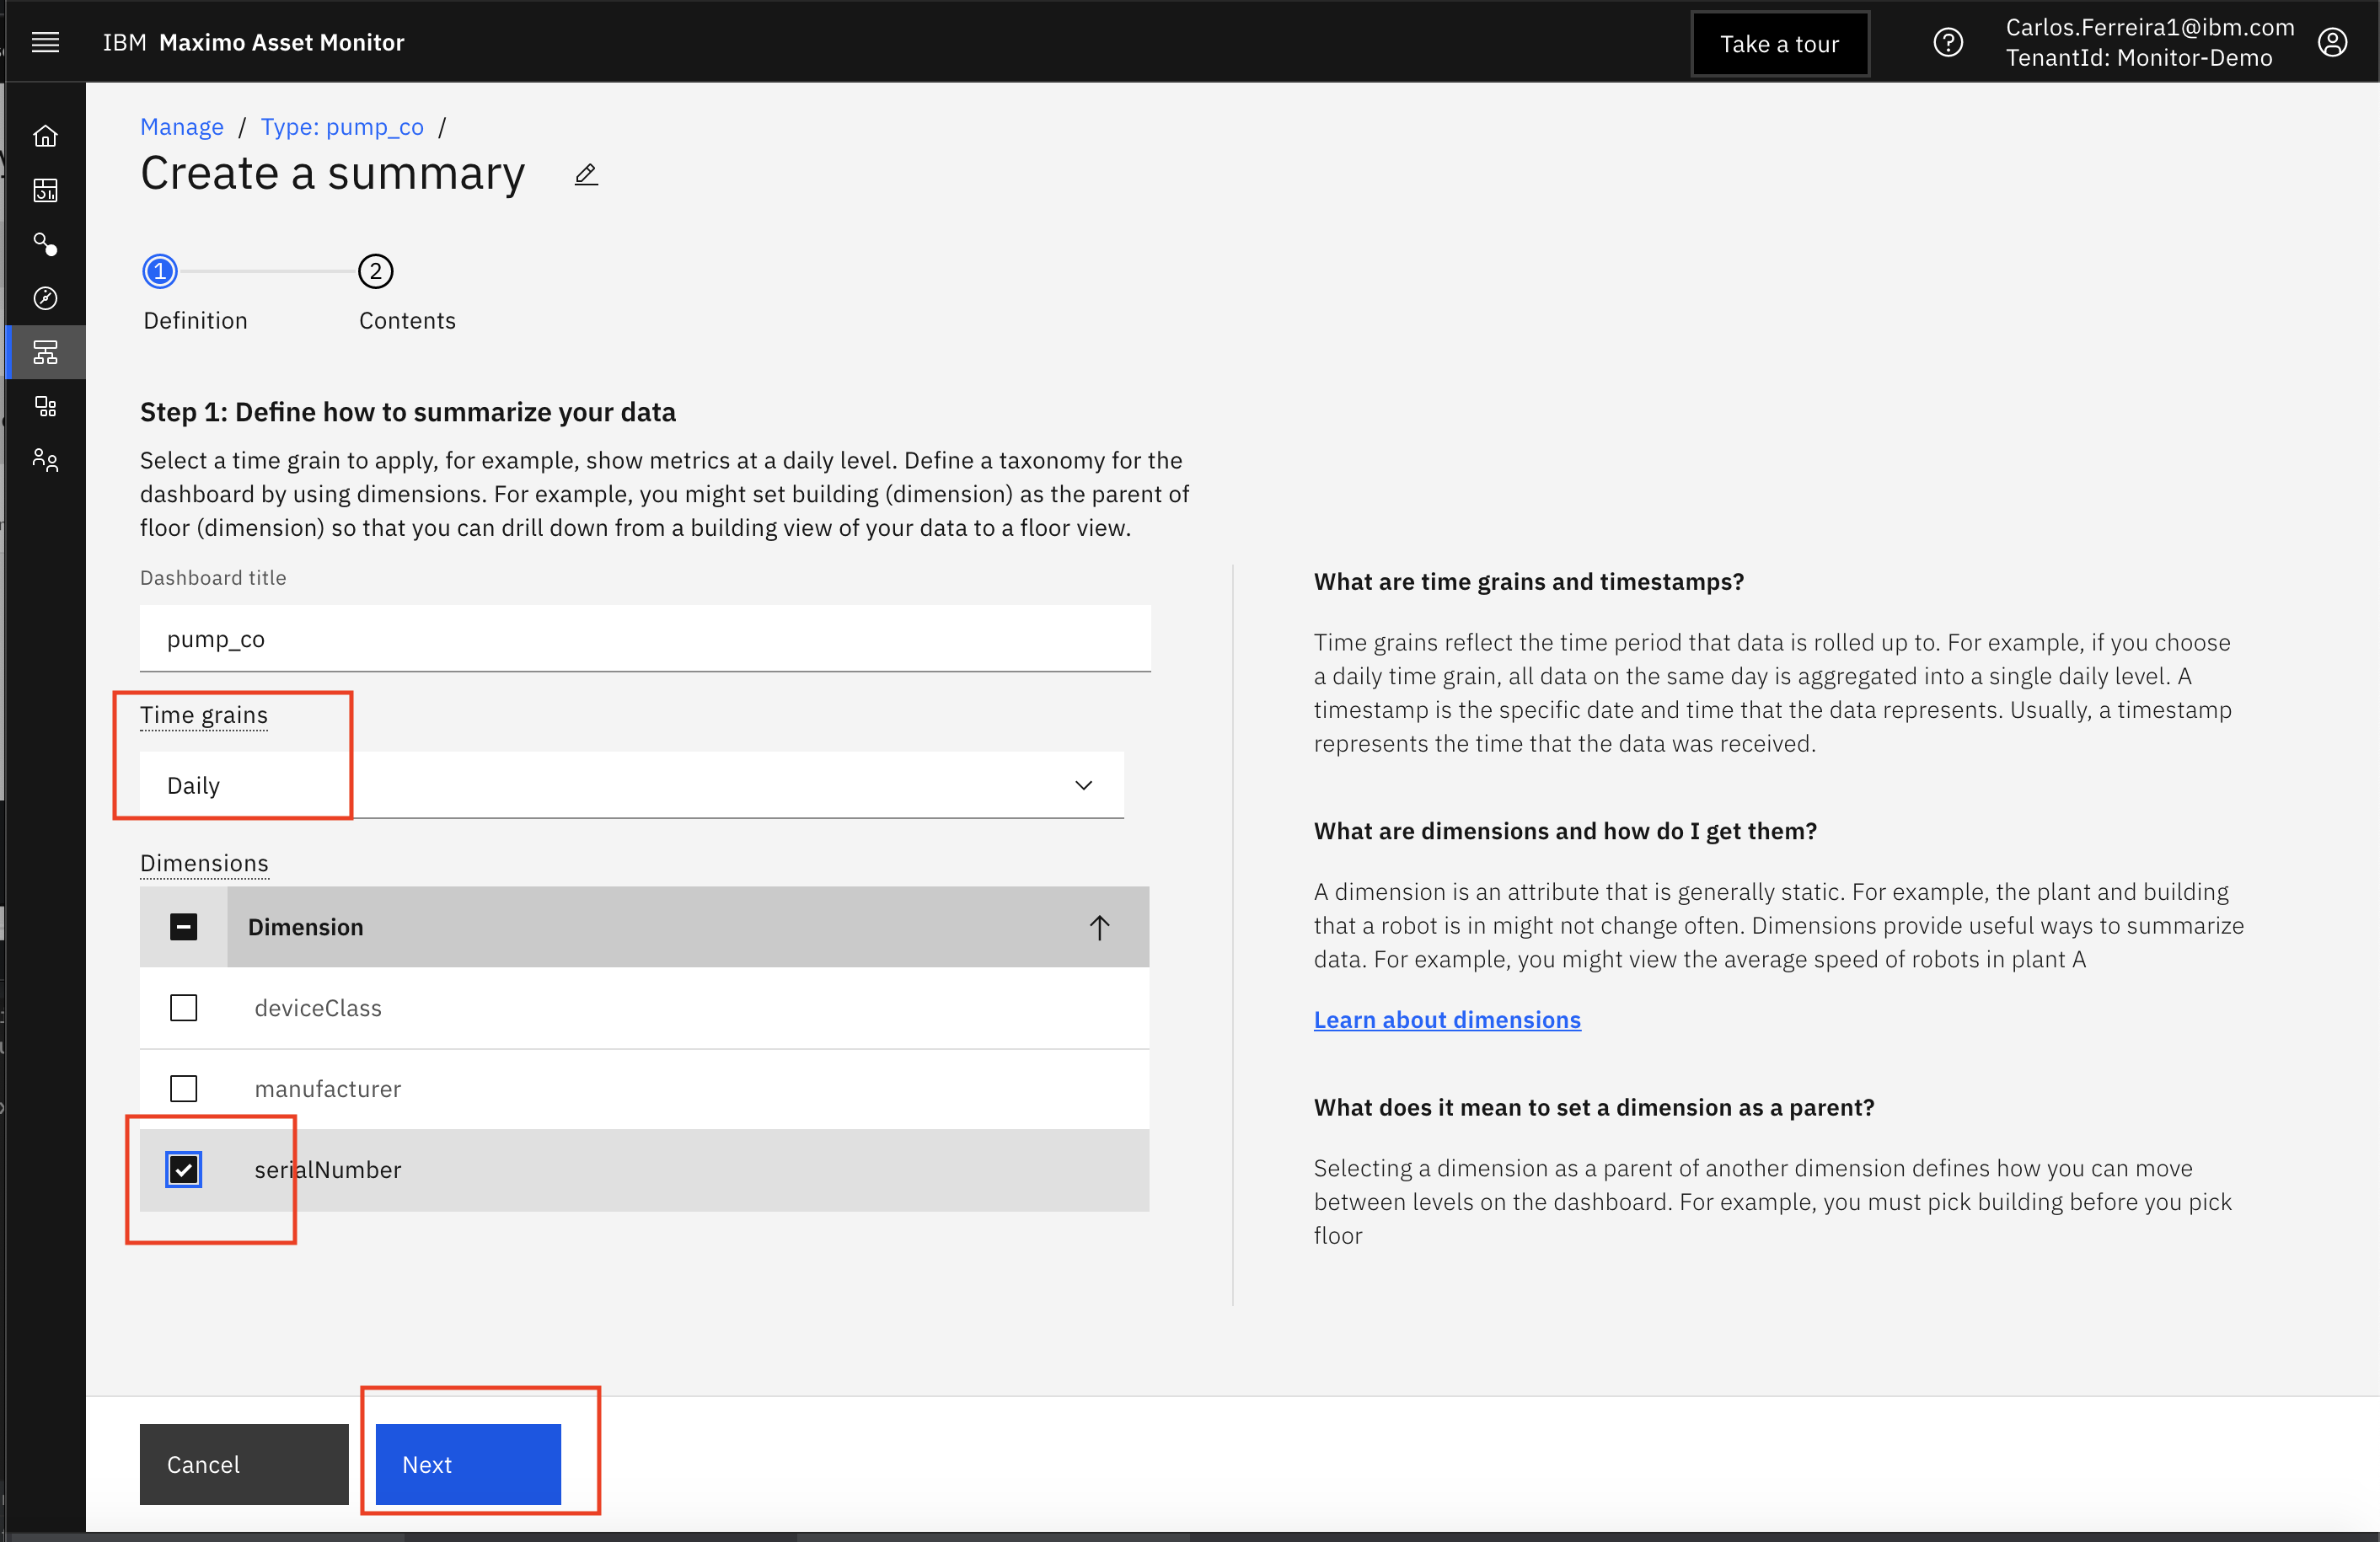 IBM Maximo Asset Monitor
Take a tour
Carlos.Ferreira1@ibm.com
TenantId: Monitor-Demo
Manage / Type: pump_co /
Create a summary
1
2
Definition
Contents
Step 1: Define how to summarize your data
Select a time grain to apply, for example, show metrics at a daily level. Define a taxonomy for the
dashboard by using dimensions. For example, you might set building (dimension) as the parent of
floor (dimension) so that you can drill down from a building view of your data to a floor view.
Dashboard title
pump_co
Time grains
Daily
Dimensions
Dimension
deviceClass
manufacturer
serialNumber
What are time grains and timestamps?
Time grains reflect the time period that data is rolled up to. For example, if you choose
a daily time grain, all data on the same day is aggregated into a single daily level. A
timestamp is the specific date and time that the data represents. Usually, a timestamp
represents the time that the data was received.
What are dimensions and how do I get them?
A dimension is an attribute that is generally static. For example, the plant and building
that a robot is in might not change often. Dimensions provide useful ways to summarize
data. For example, you might view the average speed of robots in plant A
Learn about dimensions
What does it mean to set a dimension as a parent?
Selecting a dimension as a parent of another dimension defines how you can move
between levels on the dashboard. For example, you must pick building before you pick
floor
Cancel
Next